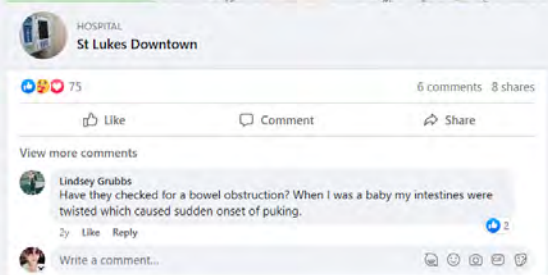 HOSPITAL
St Lukes Downtown
75
6 comments 8 shares
Like Comment Share
View more comments
Lindsey Grubbs
Have they checked for a bowel obstruction? When I was a baby my intestines were
twisted which caused sudden onset of puking.
2
2y Like Reply
Write a comment...